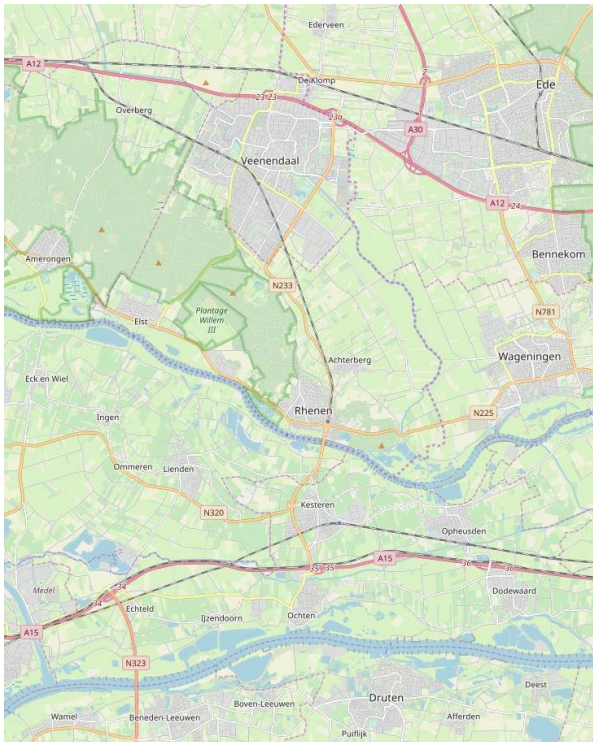 Ederveen
A12
De Klomp
2
Ede
23 23
Overberg
23a
A30
Veenendaal
A12
24
Amerongen
Bennekom
N233
Plantage
Willem
III
N781
Elst
Wageningen
Achterberg
Eck en Wiel
Rhenen
N225
Ingen
Ommeren
Lienden
Kesteren
N320
Opheusden
A15
36
36
35
35
34
Medel
34
Dodewaard
Echteld
IJzendoorn
Ochten
A15
N323
Deest
Druten
Boven-Leeuwen
Wamel
Beneden-Leeuwen
Afferden
Puiflijk